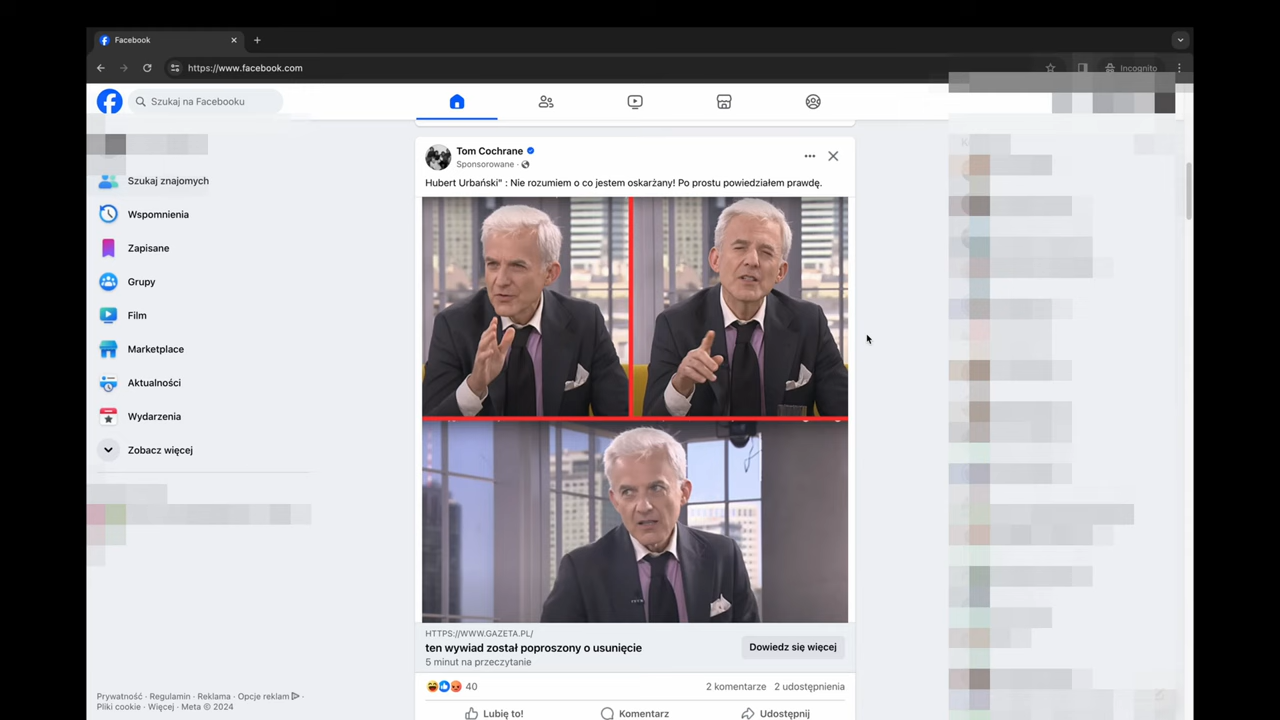 Facebook
https://www.facebook.com
Incognito
Szukaj na Facebooku
Szukaj znajomych
Wspomnienia
Zapisane
Grupy
Film
Marketplace
Aktualności
Wydarzenia
Zobacz więcej
Prywatność · Regulamin · Reklama · Opcje reklam ·
Pliki cookie · Więcej · Meta © 2024
Tom Cochrane
Sponsorowane ·
Hubert Urbański" : Nie rozumiem o co jestem oskarżany! Po prostu powiedziałem prawdę.
HTTPS://WWW.GAZETA.PL/
ten wywiad został poproszony o usunięcie
5 minut na przeczytanie
Dowiedz się więcej
40
2 komentarze 2 udostępnienia
Lubię to! Komentarz Udostępnij